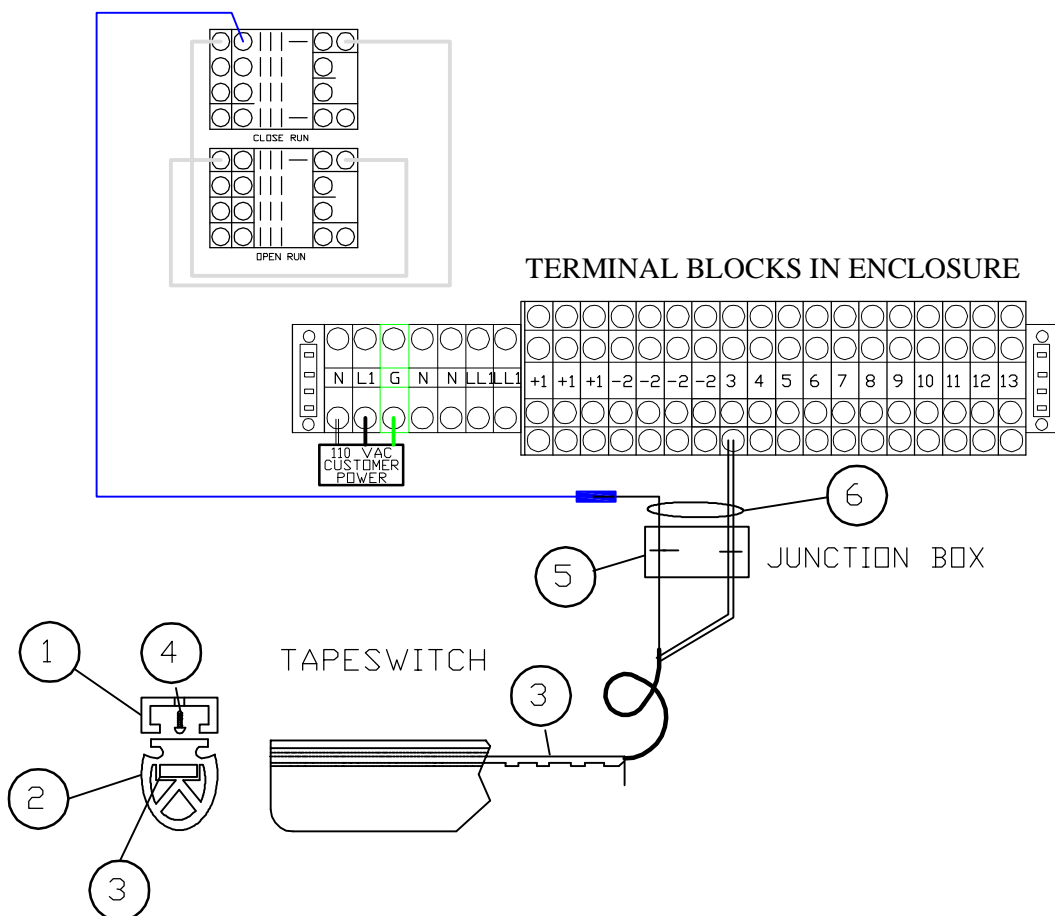 CLOSE RUN
OPEN RUN
TERMINAL BLOCKS IN ENCLOSURE
N L1 G N N LL1 LL1 +1 +1 +1 -2 -2 -2 -2 3 4 5 6 7 8 9 10 11 12 13
110 VAC
CUSTOMER
POWER
6
5
JUNCTION BOX
1
4
TAPESWITCH
3
2
3